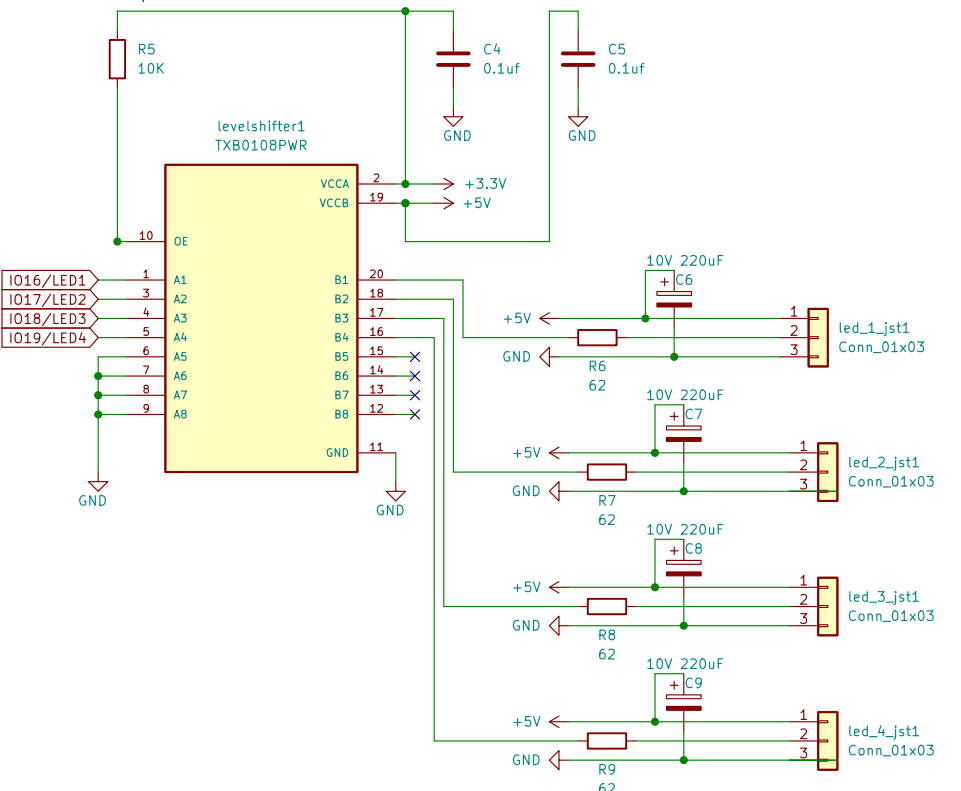 R5
10K
C4
0.1uf
C5
0.1uf
GND
GND
levelshifter1
TXB0108PWR
VCCA
2
+3.3V
VCCB
19
+5V
10
OE
IO16/LED1
1
A1
B1
20
IO17/LED2
3
A2
B2
18
IO18/LED3
4
A3
B3
17
IO19/LED4
5
A4
B4
16
6
A5
B5
15
7
A6
B6
14
8
A7
B7
13
9
A8
B8
12
GND
11
GND
GND
10V 220uF
+
C6
+5V
1
2
3
led_1_jst1
Conn_01x03
GND
R6
62
10V 220uF
+
C7
+5V
1
2
3
led_2_jst1
Conn_01x03
GND
R7
62
10V 220uF
+
C8
+5V
1
2
3
led_3_jst1
Conn_01x03
GND
R8
62
10V 220uF
+
C9
+5V
1
2
3
led_4_jst1
Conn_01x03
GND
R9
62